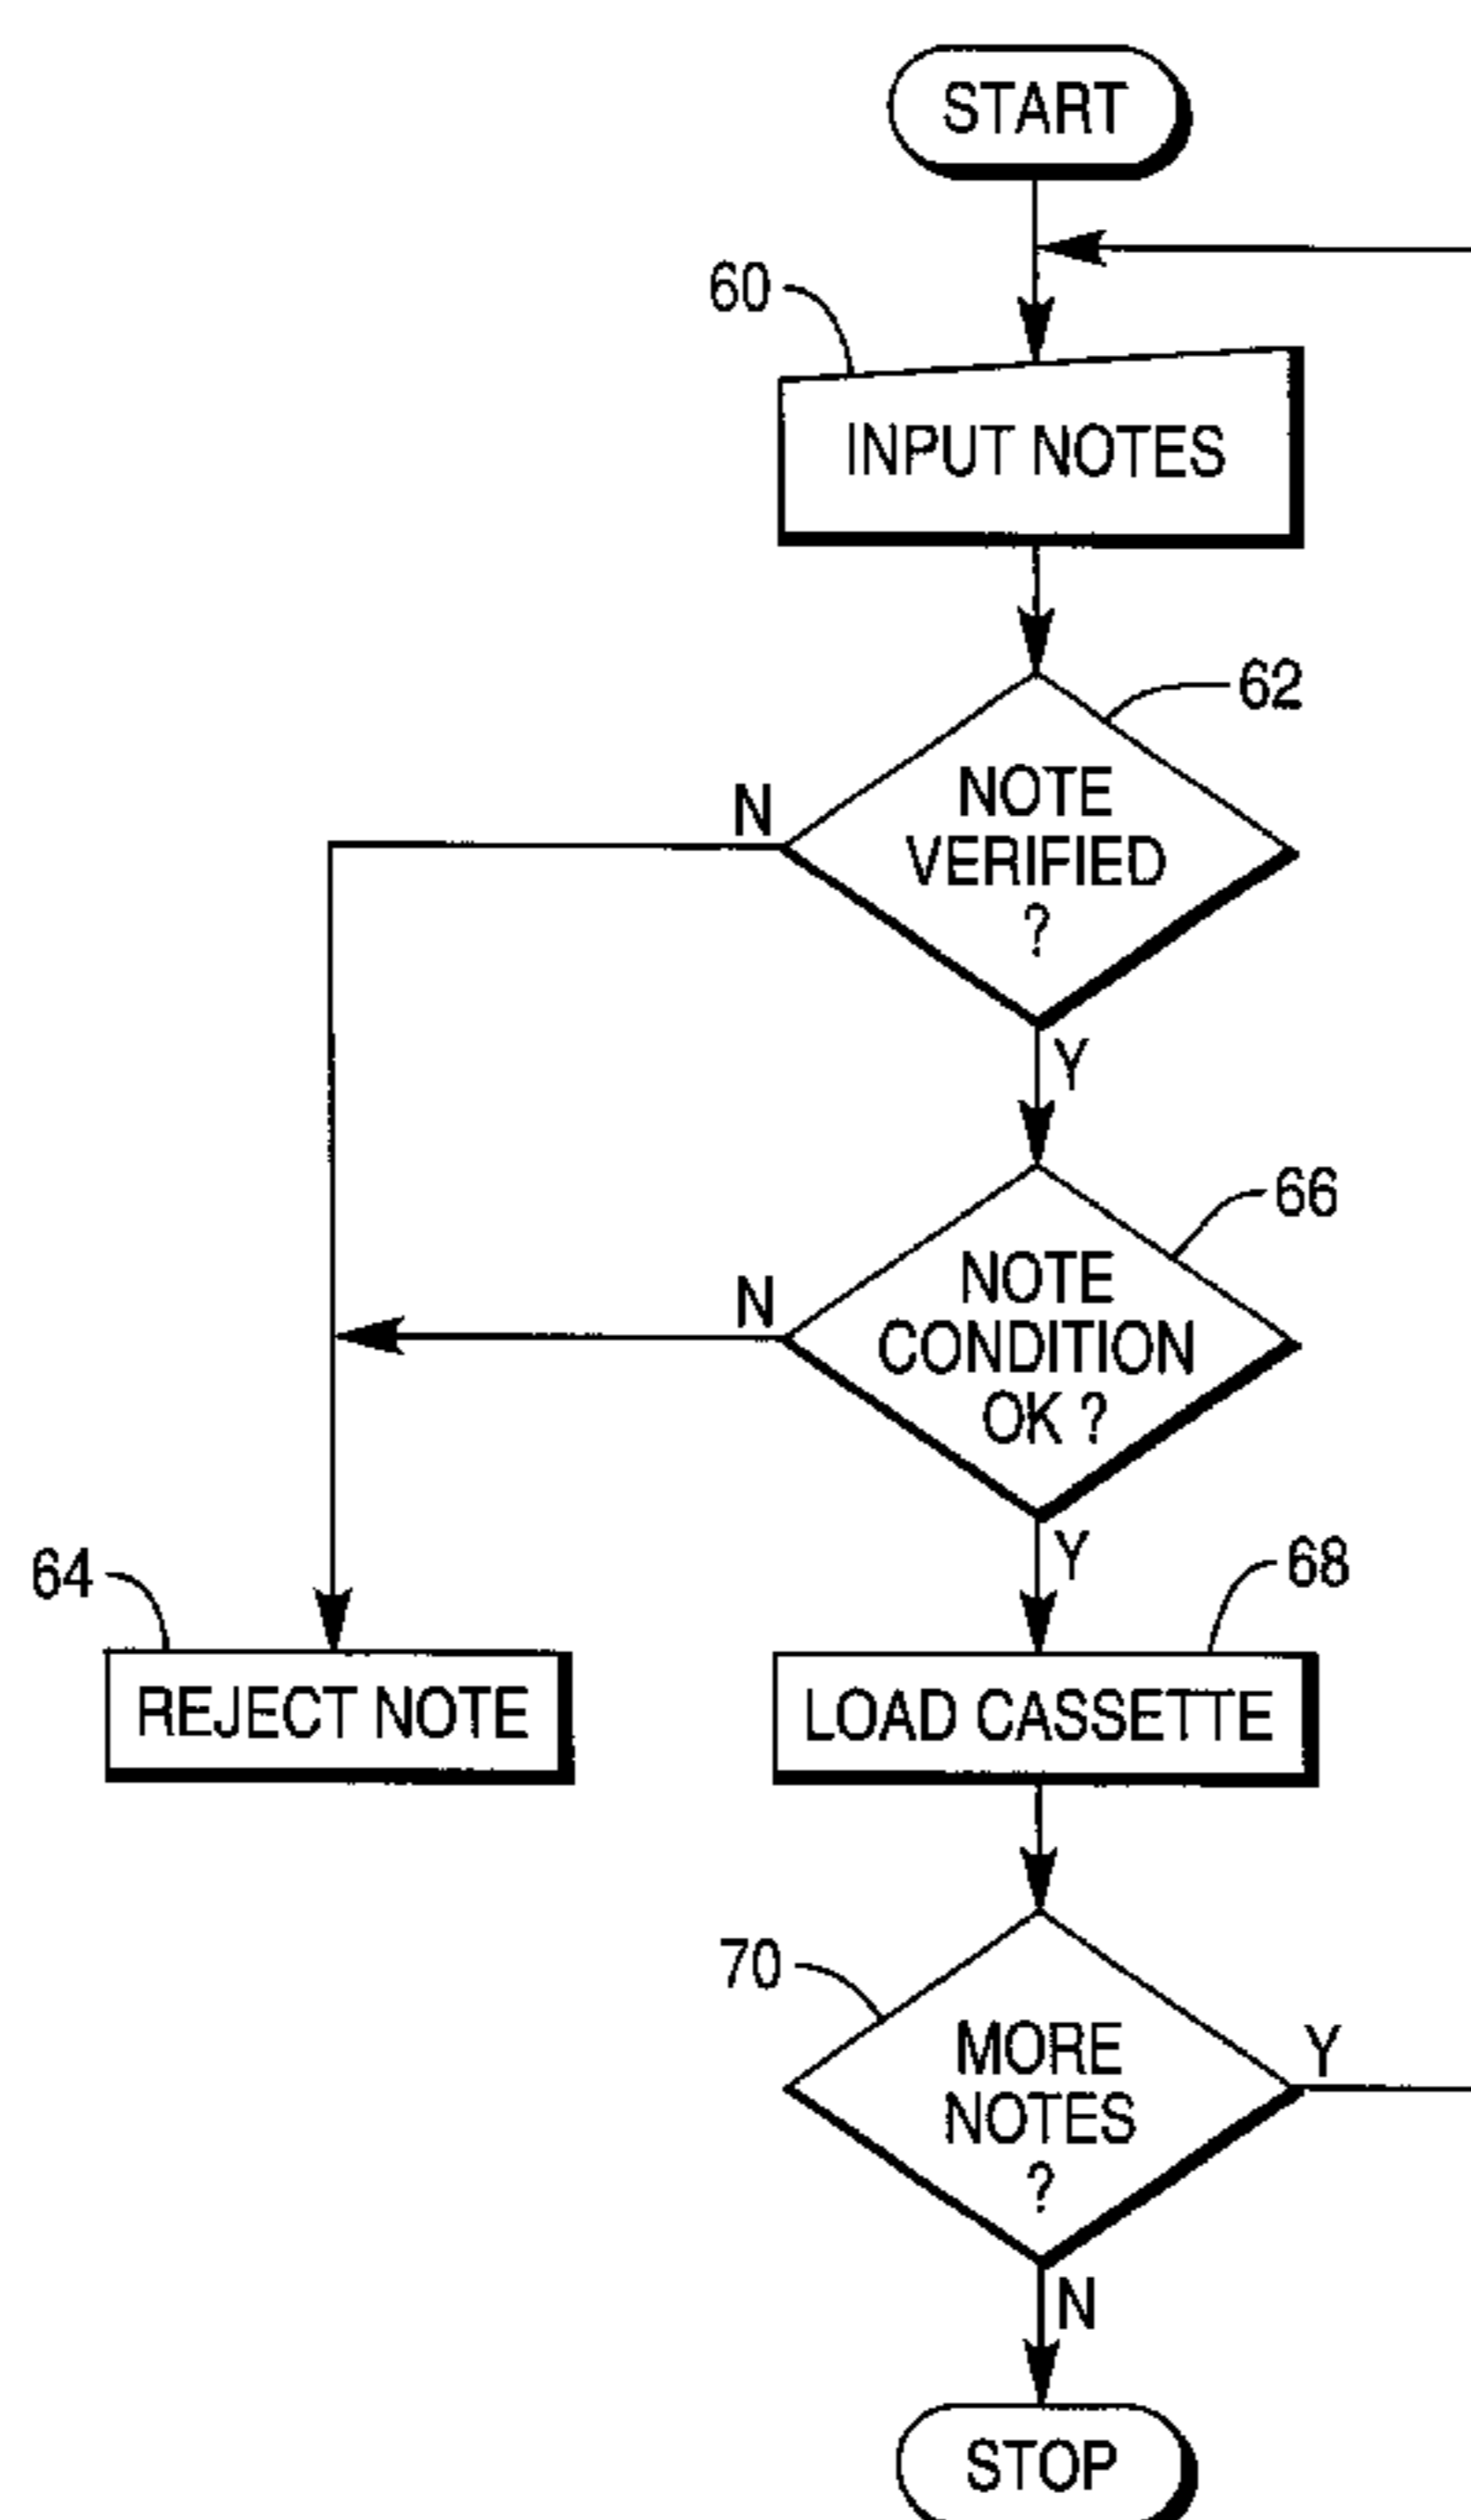 START
60
INPUT NOTES
62
NOTE
VERIFIED
?
N
Y
66
NOTE
CONDITION
OK ?
N
Y
64
REJECT NOTE
68
LOAD CASSETTE
70
MORE
NOTES
?
Y
N
STOP